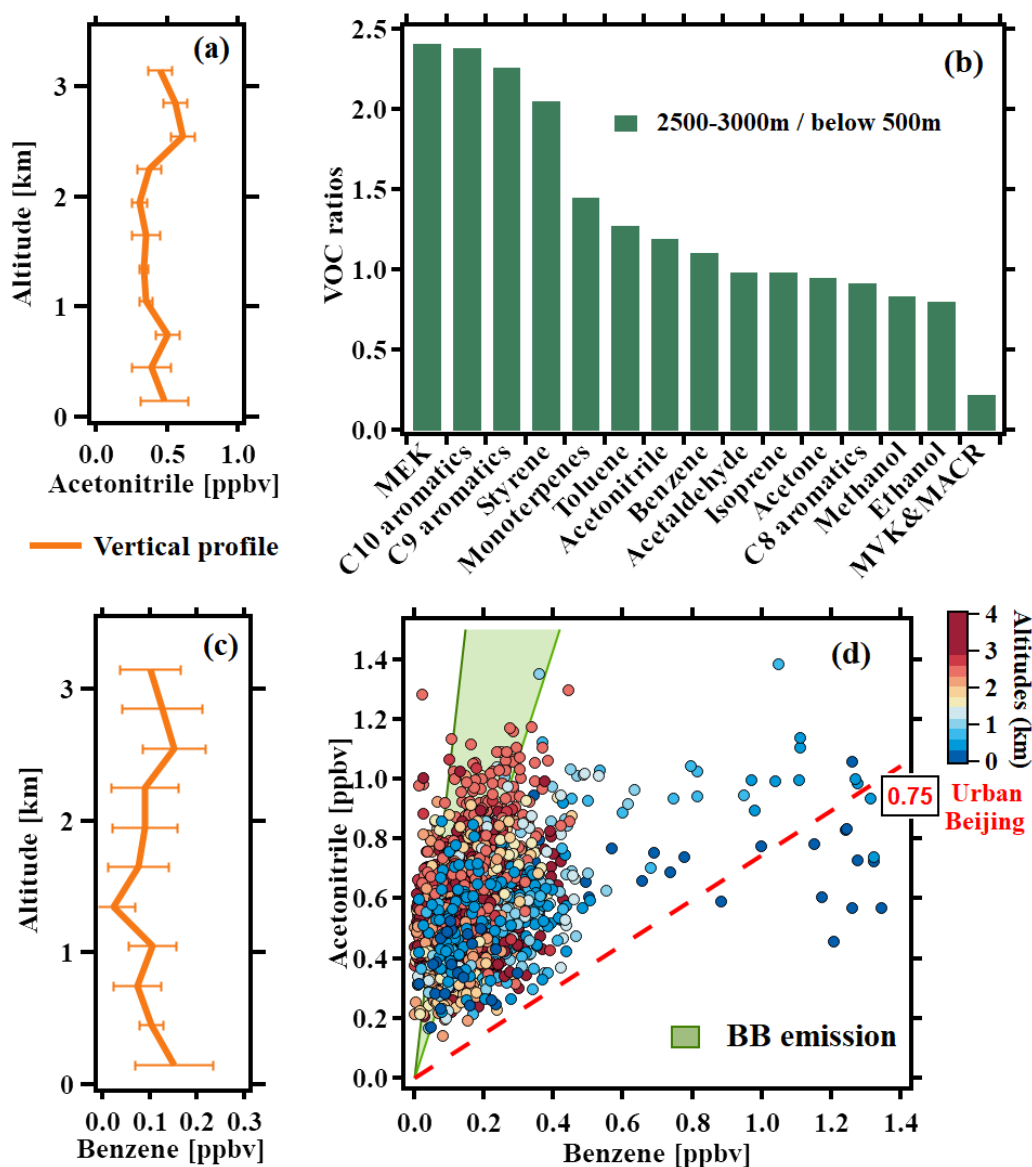 (a)
3
2
1
0
Altitude [km]
0.0 0.5 1.0
Acetonitrile [ppbv]
Vertical profile
(b)
2500-3000m / below 500m
2.5
2.0
1.5
1.0
0.5
0.0
VOC ratios
MEK
C10 aromatics
C9 aromatics
Styrene
Monoterpenes
Toluene
Acetonitrile
Benzene
Acetaldehyde
Isoprene
Acetone
C8 aromatics
Methanol
Ethanol
MVK&MACR
(c)
3
2
1
0
Altitude [km]
0.0 0.1 0.2 0.3
Benzene [ppbv]
(d)
1.4
1.2
1.0
0.8
0.6
0.4
0.2
0.0
Acetonitrile [ppbv]
0.0 0.2 0.4 0.6 0.8 1.0 1.2 1.4
Benzene [ppbv]
BB emission
0.75
Urban
Beijing
4
3
2
1
0
Altitudes (km)